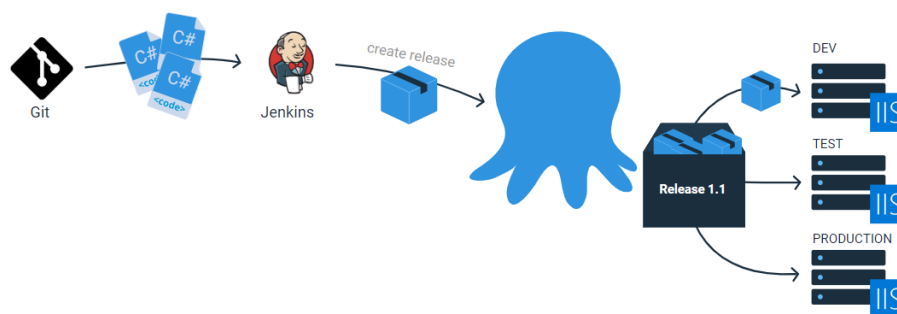 Git
C#
C#
C#
<code>
<code>
Jenkins
create release
Release 1.1
DEV
IIS
TEST
IIS
PRODUCTION
IIS